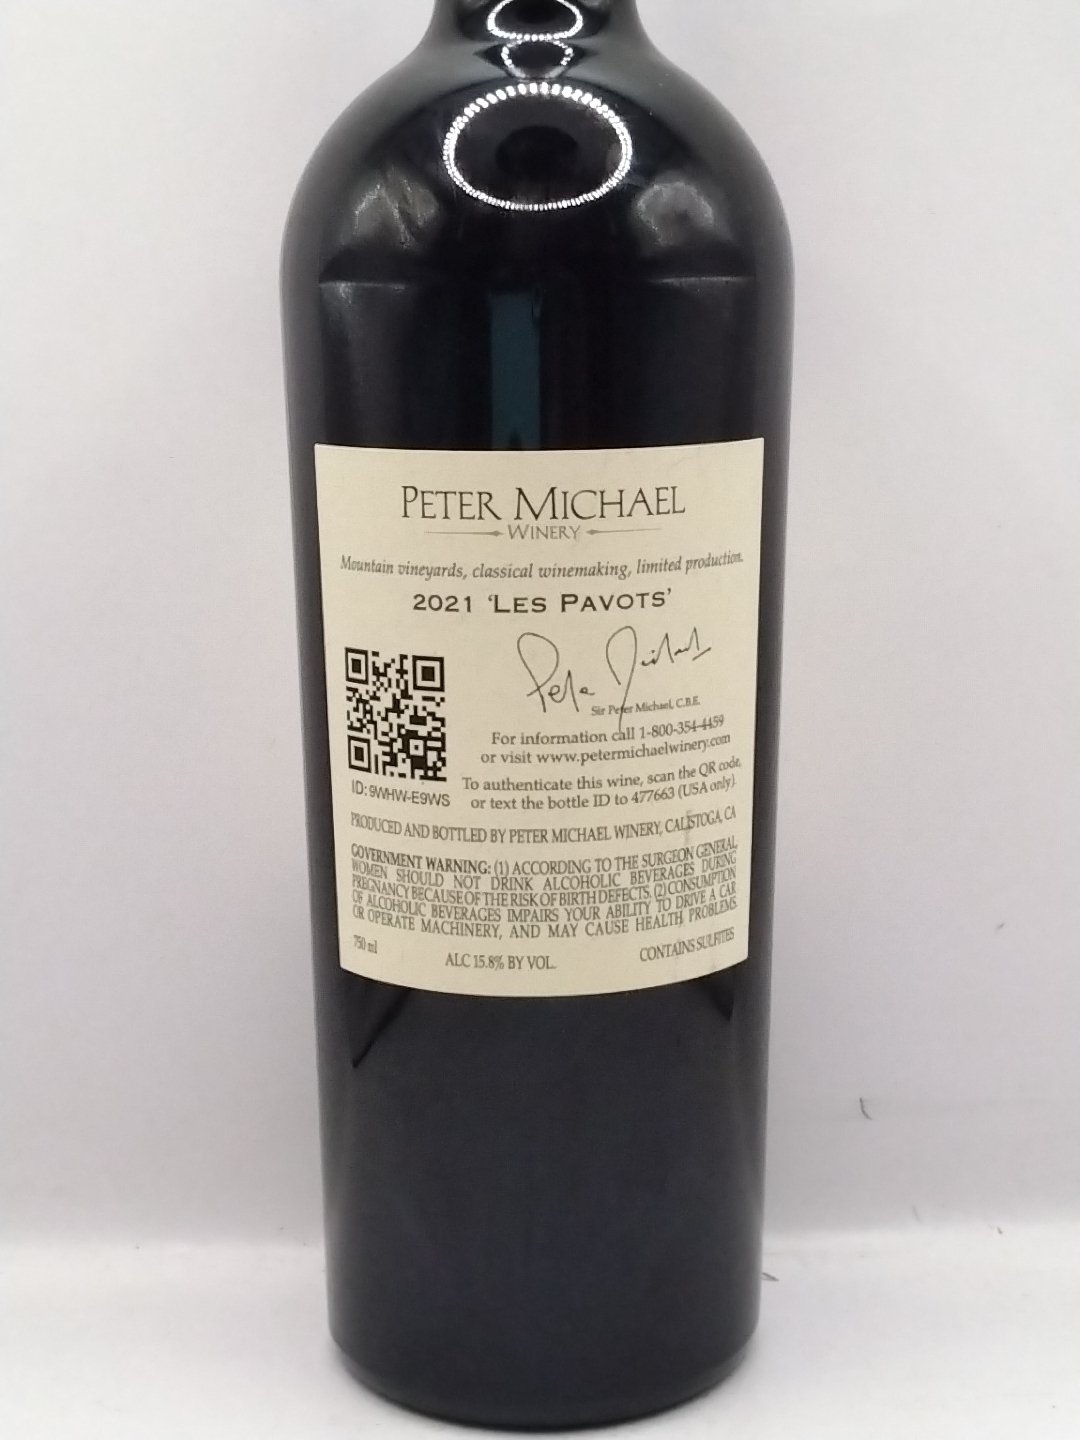 PETER MICHAEL
WINERY
Mountain vineyards, classical winemaking, limited production.
2021 ‘LES PAVOTS’
Peter Michael
Sir Peter Michael, C.B.E.
For information call 1-800-354-4459
or visit www.petermichaelwinery.com
To authenticate this wine, scan the QR code,
or text the bottle ID to 477663 (USA only).
ID: 9WHW-E9WS
PRODUCED AND BOTTLED BY PETER MICHAEL WINERY, CALISTOGA, CA
GOVERNMENT WARNING: (1) ACCORDING TO THE SURGEON GENERAL,
WOMEN SHOULD NOT DRINK ALCOHOLIC BEVERAGES DURING
PREGNANCY BECAUSE OF THE RISK OF BIRTH DEFECTS. (2) CONSUMPTION
OF ALCOHOLIC BEVERAGES IMPAIRS YOUR ABILITY TO DRIVE A CAR
OR OPERATE MACHINERY, AND MAY CAUSE HEALTH PROBLEMS.
750 ml
ALC 15.8% BY VOL.
CONTAINS SULFITES